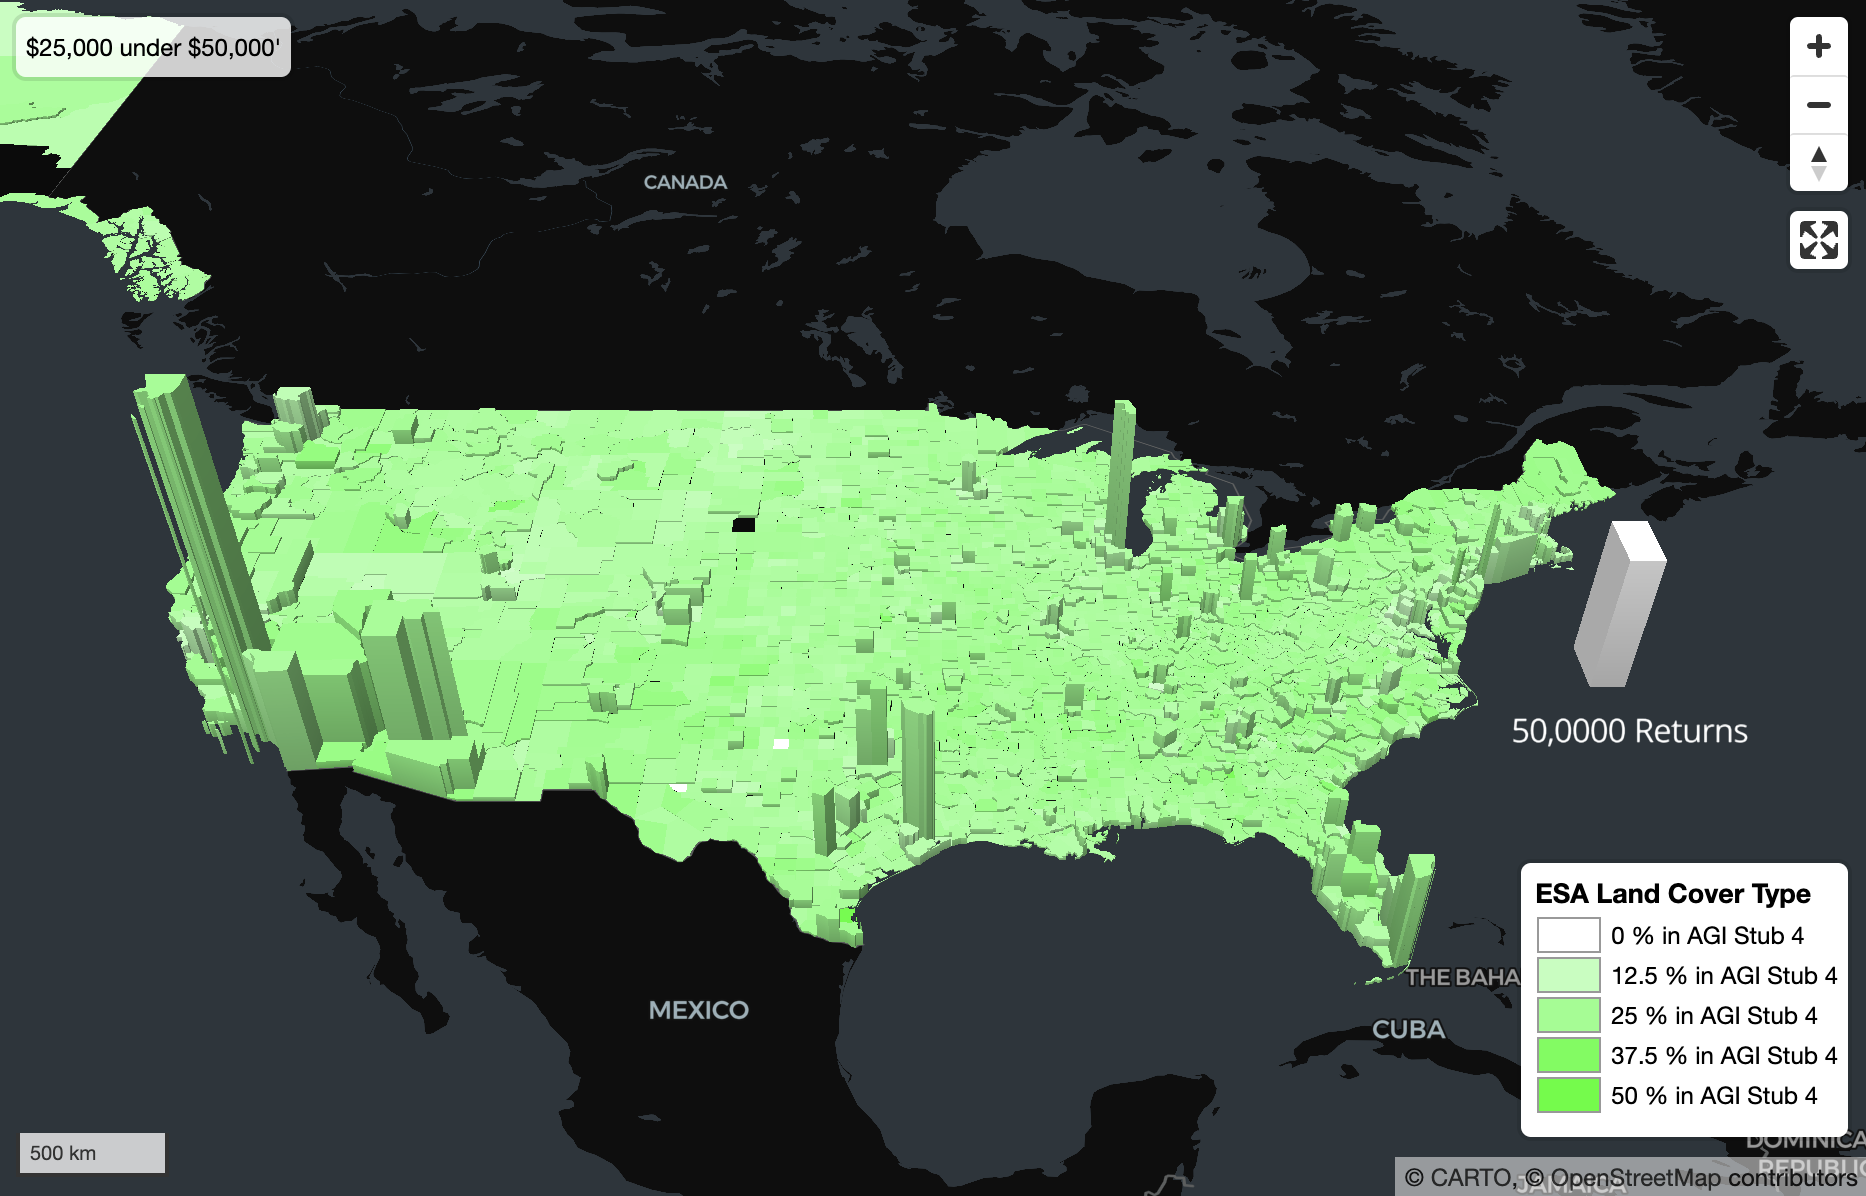 $25,000 under $50,000'
CANADA
50,0000 Returns
ESA Land Cover Type
0 % in AGI Stub 4
12.5 % in AGI Stub 4
25 % in AGI Stub 4
37.5 % in AGI Stub 4
50 % in AGI Stub 4
THE BAHA
MEXICO
CUBA
DOMINICA
REPUBLIC
JAMAICA
500 km
© CARTO, © OpenStreetMap contributors